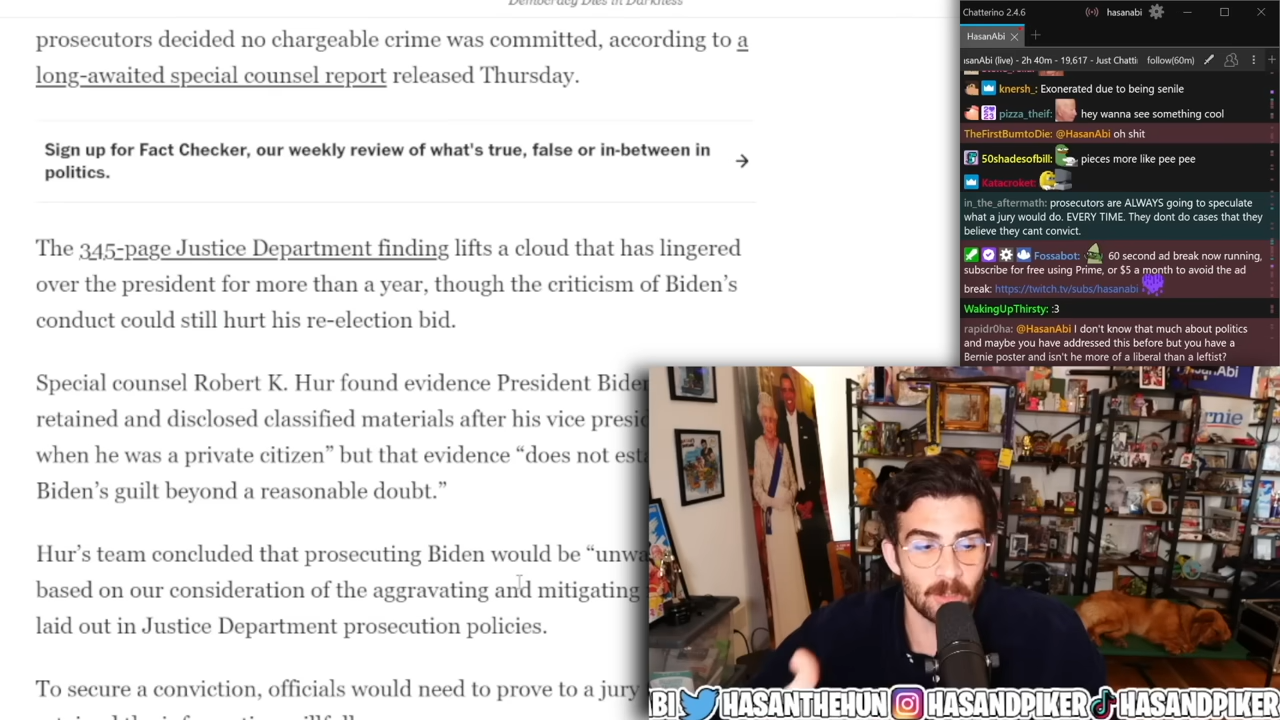 Democracy Dies in Darkness
prosecutors decided no chargeable crime was committed, according to a
long-awaited special counsel report released Thursday.
Sign up for Fact Checker, our weekly review of what's true, false or in-between in
politics.
The 345-page Justice Department finding lifts a cloud that has lingered
over the president for more than a year, though the criticism of Biden’s
conduct could still hurt his re-election bid.
Special counsel Robert K. Hur found evidence President Biden
retained and disclosed classified materials after his vice presi
when he was a private citizen” but that evidence “does not esta
Biden’s guilt beyond a reasonable doubt.”
Hur’s team concluded that prosecuting Biden would be “unwa
based on our consideration of the aggravating and mitigating
laid out in Justice Department prosecution policies.
To secure a conviction, officials would need to prove to a jury
Chatterino 2.4.6
hasanabi
HasanAbi
sanAbi (live) - 2h 40m - 19,617 - Just Chatti
follow(60m)
knersh_: Exonerated due to being senile
pizza_theif: hey wanna see something cool
TheFirstBumtoDie: @HasanAbi oh shit
50shadesofbill: pieces more like pee pee
Katacroket:
in_the_aftermath: prosecutors are ALWAYS going to speculate
what a jury would do. EVERY TIME. They dont do cases that they
believe they cant convict.
Fossabot: 60 second ad break now running,
subscribe for free using Prime, or $5 a month to avoid the ad
break: https://twitch.tv/subs/hasanabi
WakingUpThirsty: :3
rapidr0ha: @HasanAbi I don't know that much about politics
and maybe you have addressed this before but you have a
Bernie poster and isn't he more of a liberal than a leftist?
nAbi
rnie
ABI HASANTHEHUN HASANDPIKER HASANDPIKER